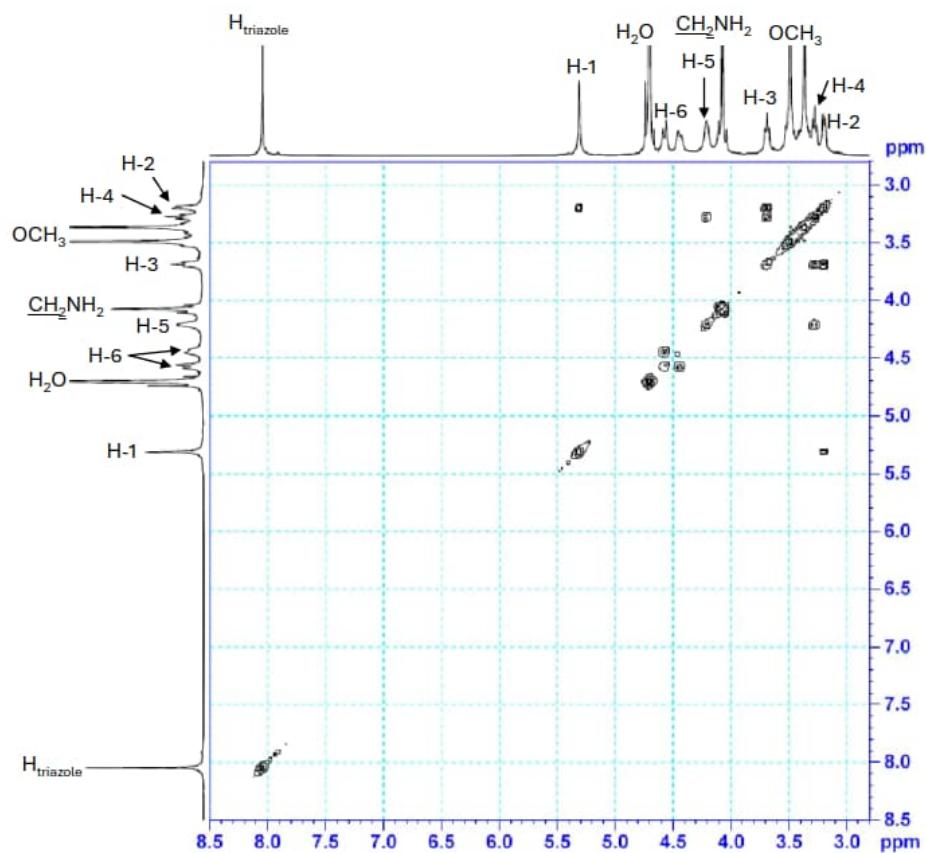 H_triazole
H₂O
CH₂NH₂
OCH₃
H-1
H-6
H-5
H-3
H-4
H-2
ppm
H-2
H-4
OCH₃
H-3
CH₂NH₂
H-5
H-6
H₂O
H-1
H_triazole
3.0
3.5
4.0
4.5
5.0
5.5
6.0
6.5
7.0
7.5
8.0
8.5
8.5 8.0 7.5 7.0 6.5 6.0 5.5 5.0 4.5 4.0 3.5 3.0 ppm